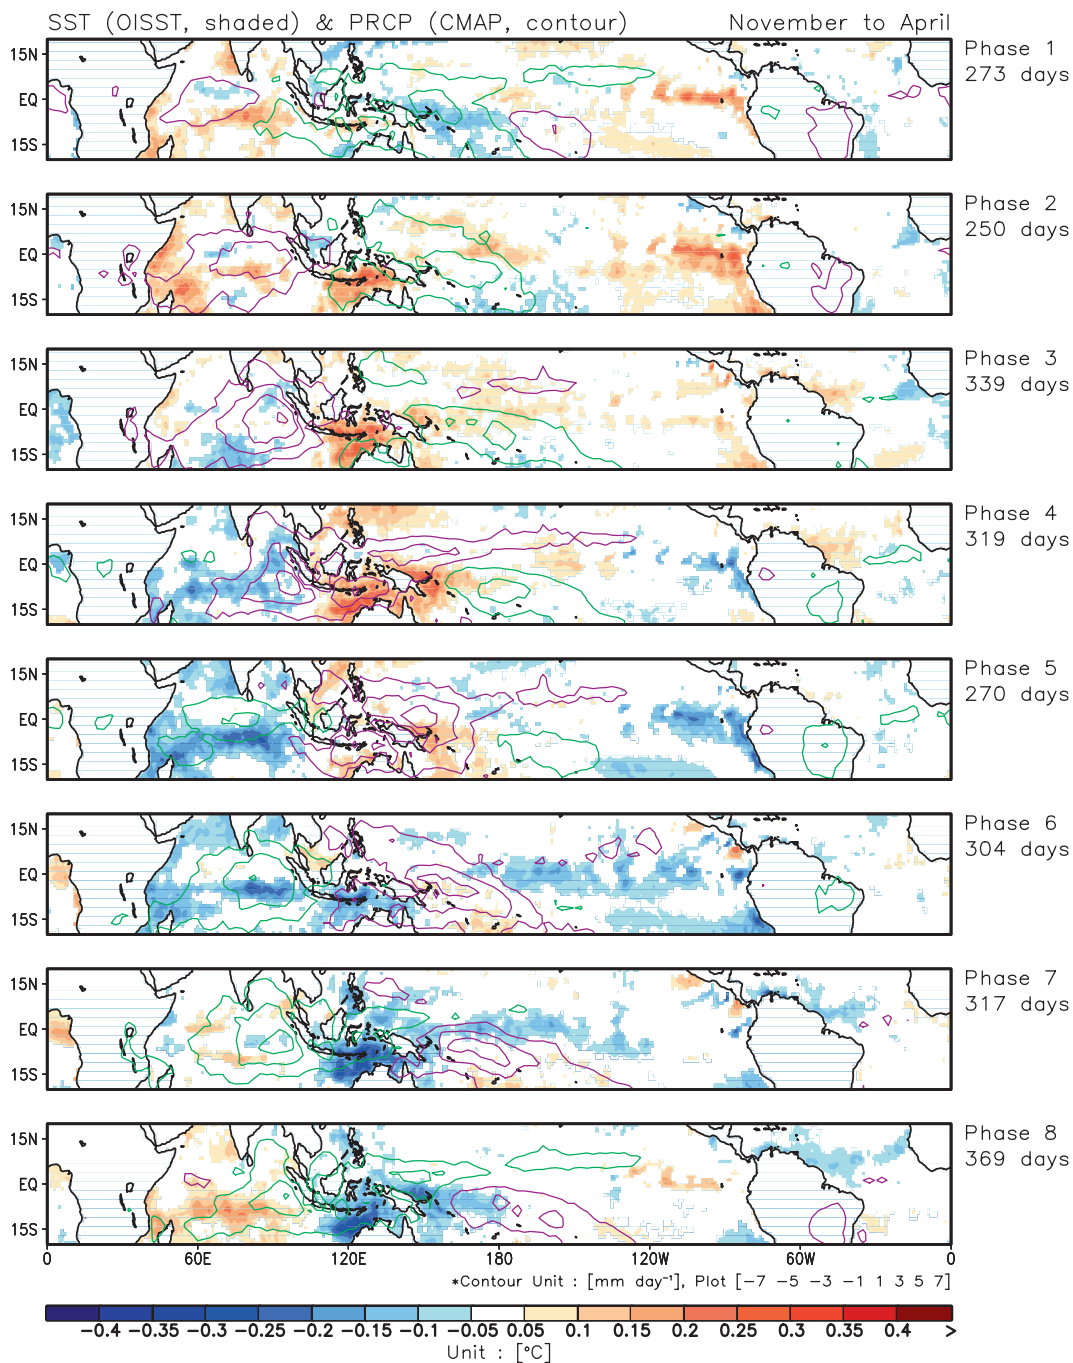 SST (OISST, shaded) & PRCP (CMAP, contour) November to April
15N
EQ
15S
Phase 1
273 days
15N
EQ
15S
Phase 2
250 days
15N
EQ
15S
Phase 3
339 days
15N
EQ
15S
Phase 4
319 days
15N
EQ
15S
Phase 5
270 days
15N
EQ
15S
Phase 6
304 days
15N
EQ
15S
Phase 7
317 days
15N
EQ
15S
Phase 8
369 days
0 60E 120E 180 120W 60W 0
*Contour Unit : [mm day⁻¹], Plot [-7 -5 -3 -1 1 3 5 7]
-0.4 -0.35 -0.3 -0.25 -0.2 -0.15 -0.1 -0.05 0.05 0.1 0.15 0.2 0.25 0.3 0.35 0.4 >
Unit : [°C]